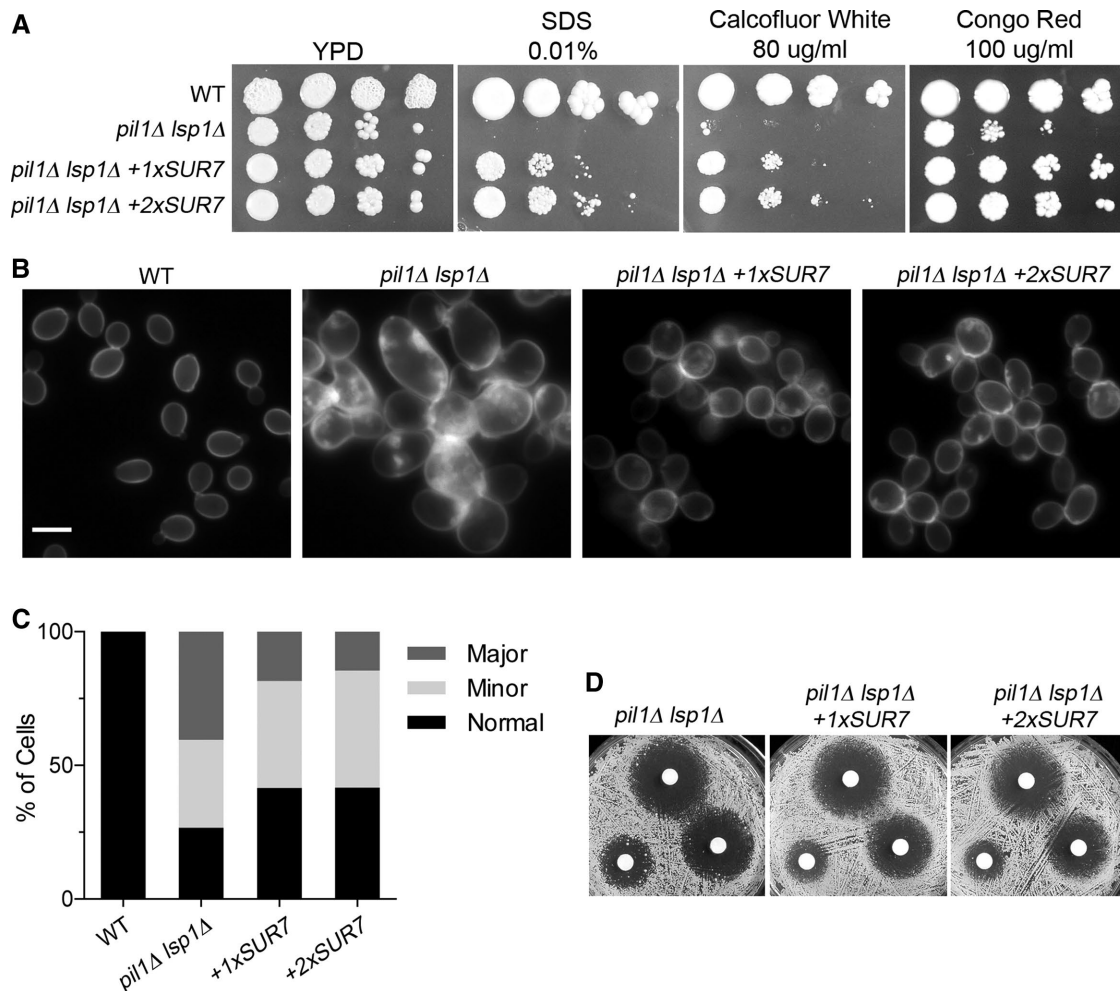 A
YPD
SDS
0.01%
Calcofluor White
80 ug/ml
Congo Red
100 ug/ml
WT
pil1Δ lsp1Δ
pil1Δ lsp1Δ +1xSUR7
pil1Δ lsp1Δ +2xSUR7
B
WT
pil1Δ lsp1Δ
pil1Δ lsp1Δ +1xSUR7
pil1Δ lsp1Δ +2xSUR7
C
% of Cells
100
50
0
WT
pil1Δ lsp1Δ
+1xSUR7
+2xSUR7
Major
Minor
Normal
D
pil1Δ lsp1Δ
pil1Δ lsp1Δ
+1xSUR7
pil1Δ lsp1Δ
+2xSUR7